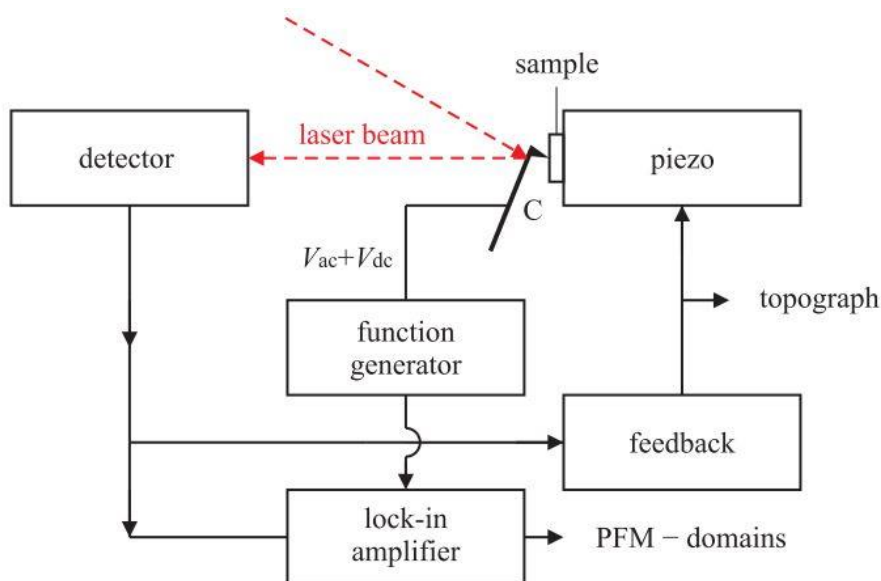 sample
detector
laser beam
piezo
C
Vac+Vdc
topograph
function
generator
feedback
lock-in
amplifier
PFM − domains